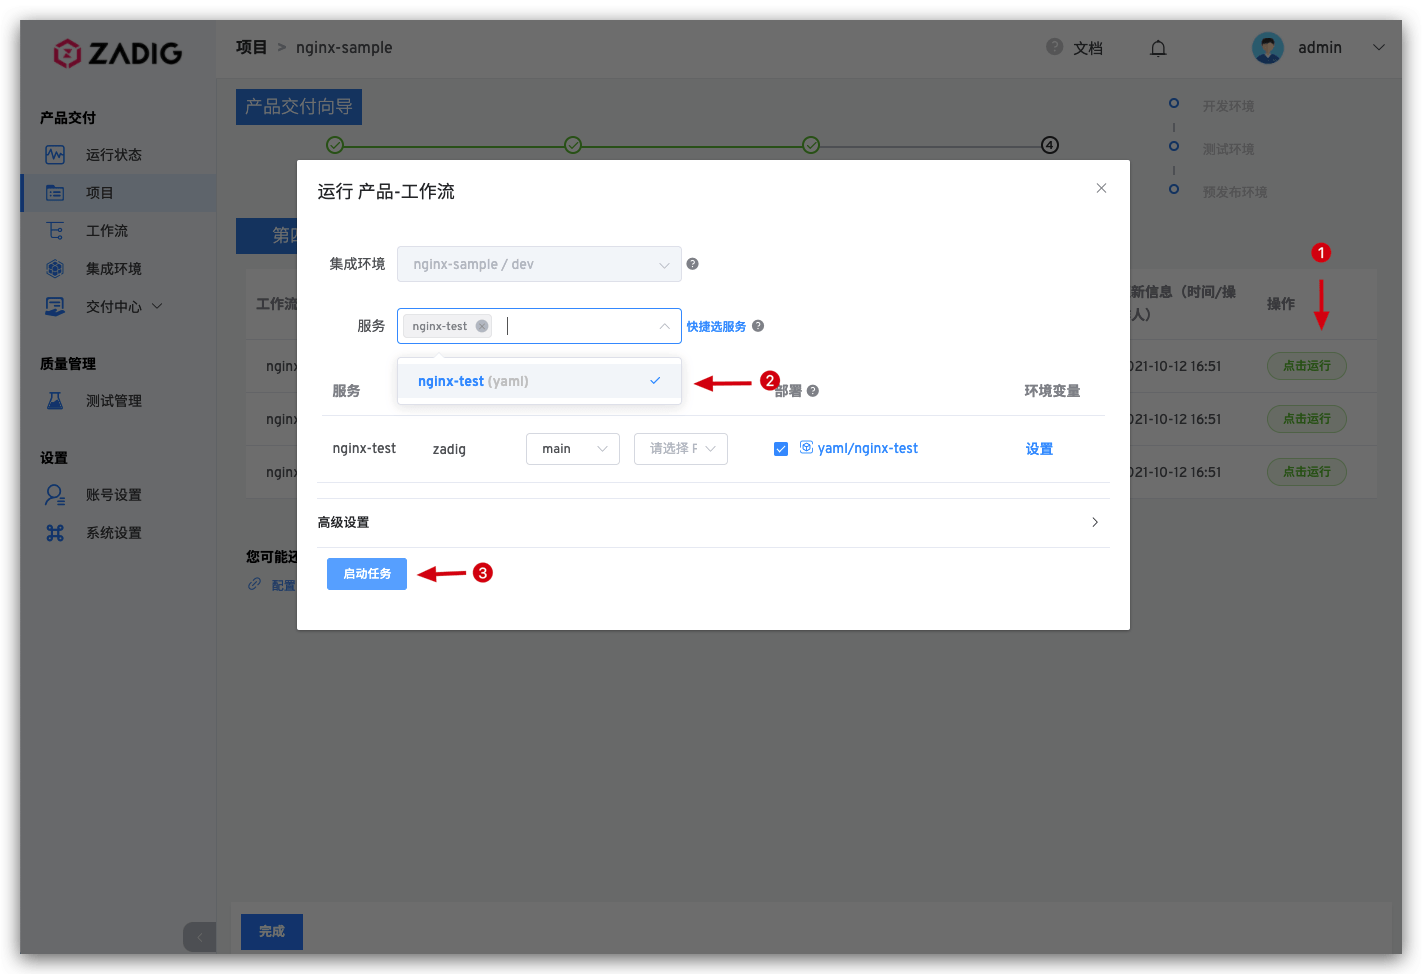 ZADIG
项目 > nginx-sample
文档
admin
产品交付
运行状态
项目
工作流
集成环境
交付中心
质量管理
测试管理
设置
账号设置
系统设置
产品交付向导
4
开发环境
测试环境
预发布环境
第四
工作流
新信息（时间/操
人）
操作
nginx
021-10-12 16:51
点击运行
nginx
021-10-12 16:51
点击运行
nginx
021-10-12 16:51
点击运行
您可能还
配置
完成
运行 产品-工作流
集成环境
nginx-sample / dev
服务
nginx-test
快捷选服务
nginx-test (yaml)
服务
部署
环境变量
nginx-test
zadig
main
请选择 P
yaml/nginx-test
设置
高级设置
启动任务
1
2
3